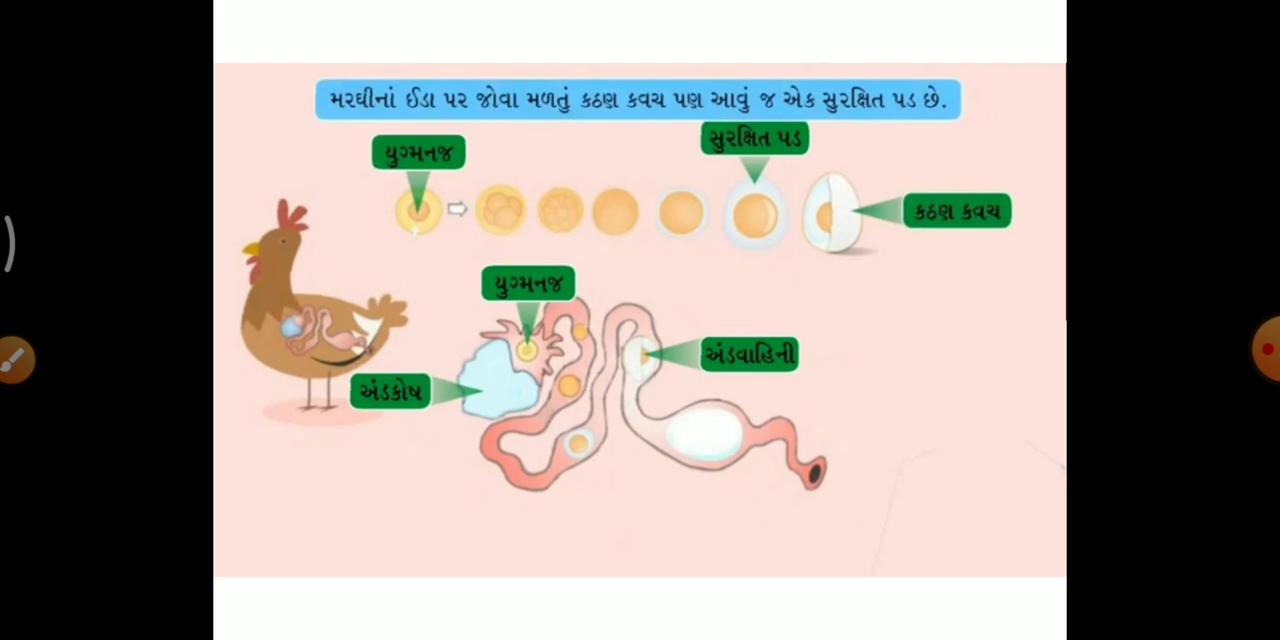 મરઘીનાં ઈંડા પર જોવા મળતું કઠણ કવચ પણ આવું જ એક સુરક્ષિત પડ છે.
સુરક્ષિત પડ
યુગ્મનજ
કઠણ કવચ
યુગ્મનજ
અંડવાહિની
અંડકોષ